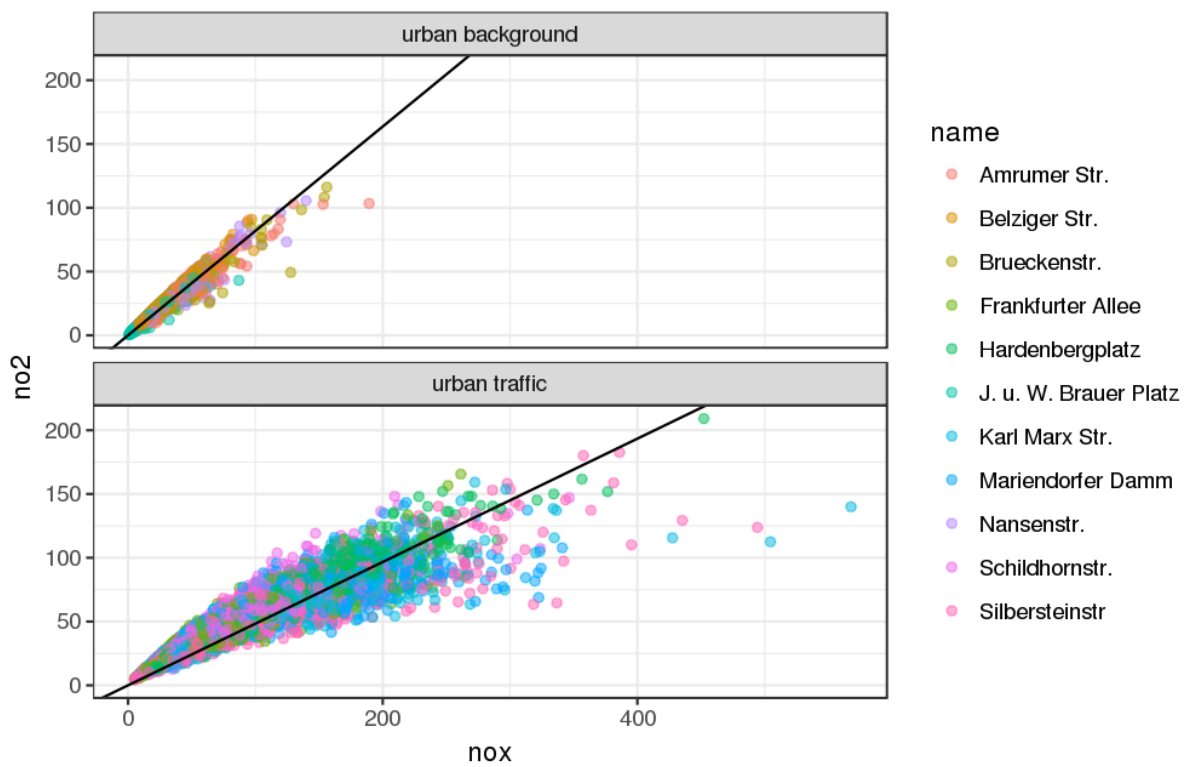 urban background
200
150
100
50
0
urban traffic
200
150
100
50
0
0 200 400
nox
no2
name
Amrumer Str.
Belziger Str.
Brueckenstr.
Frankfurter Allee
Hardenbergplatz
J. u. W. Brauer Platz
Karl Marx Str.
Mariendorfer Damm
Nansenstr.
Schildhornstr.
Silbersteinstr